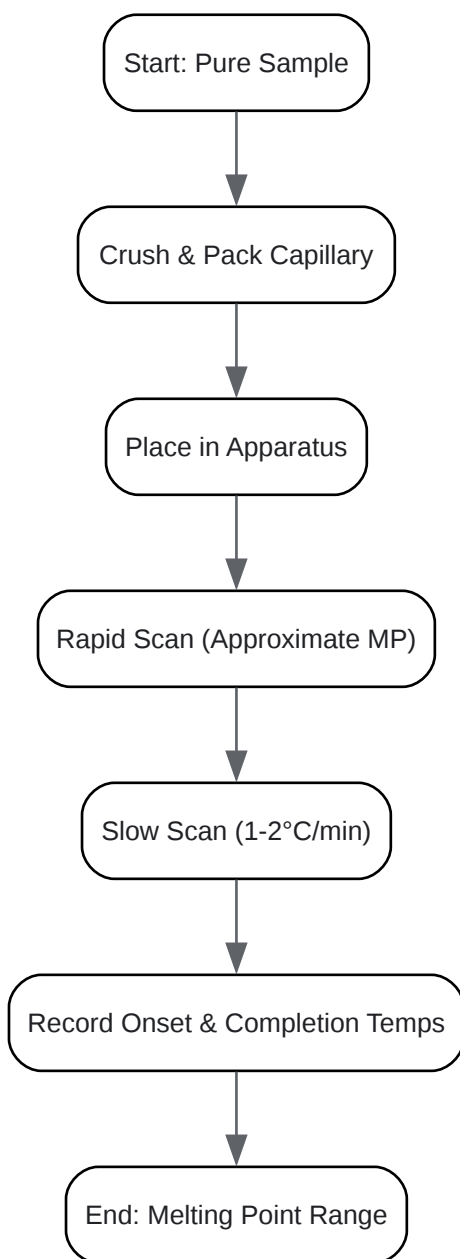 Start: Pure Sample
Crush & Pack Capillary
Place in Apparatus
Rapid Scan (Approximate MP)
Slow Scan (1-2°C/min)
Record Onset & Completion Temps
End: Melting Point Range